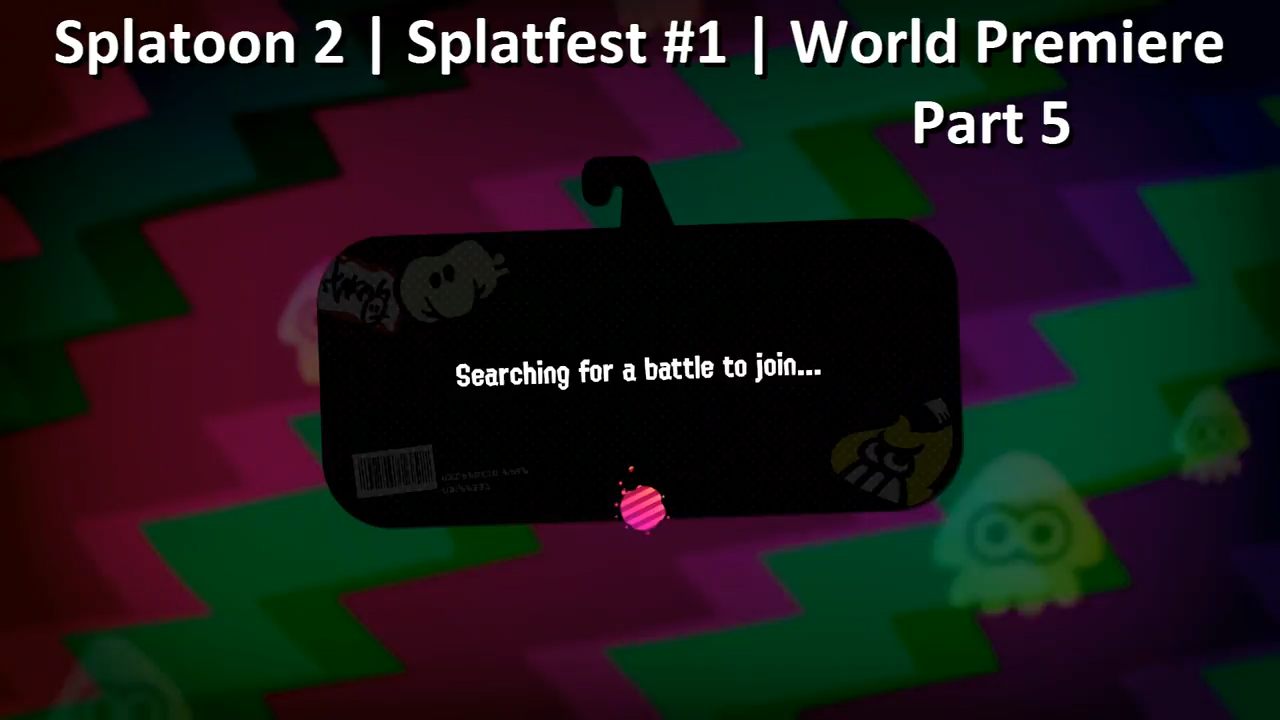 Splatoon 2 | Splatfest #1 | World Premiere
Part 5
Searching for a battle to join...